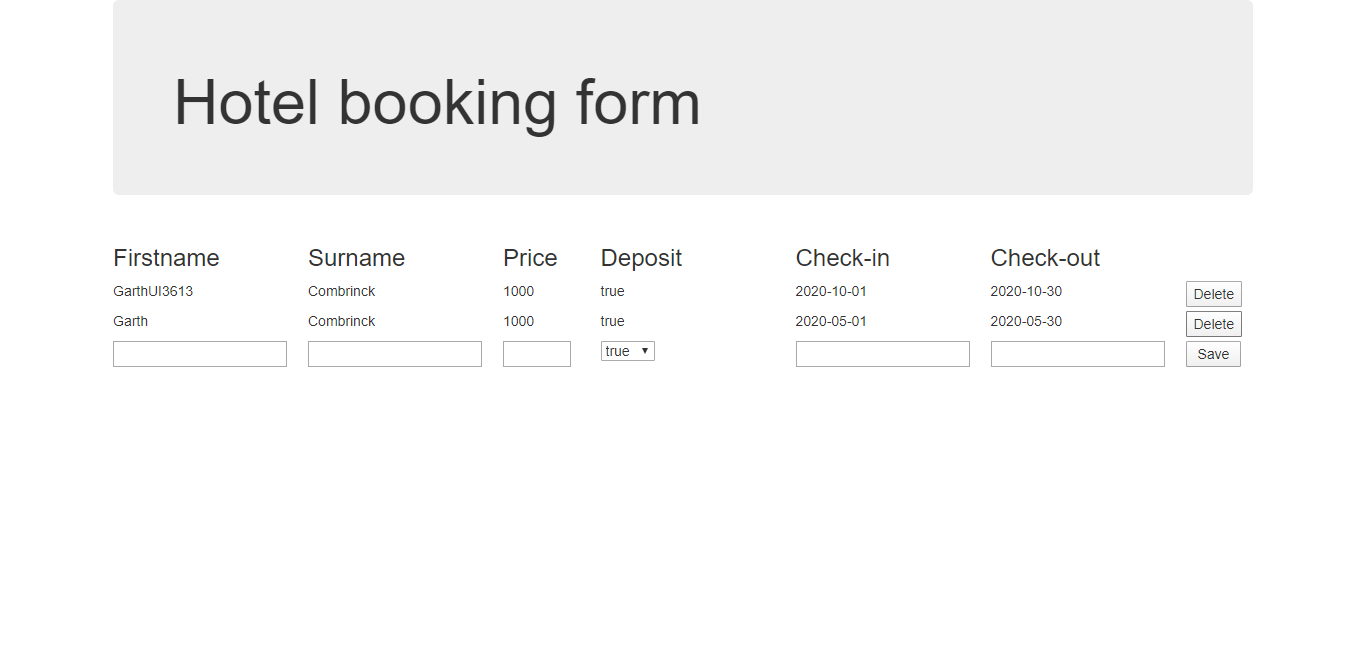 Hotel booking form
Firstname Surname Price Deposit Check-in Check-out
GarthUI3613 Combrinck 1000 true 2020-10-01 2020-10-30 Delete
Garth Combrinck 1000 true 2020-05-01 2020-05-30 Delete
true Save